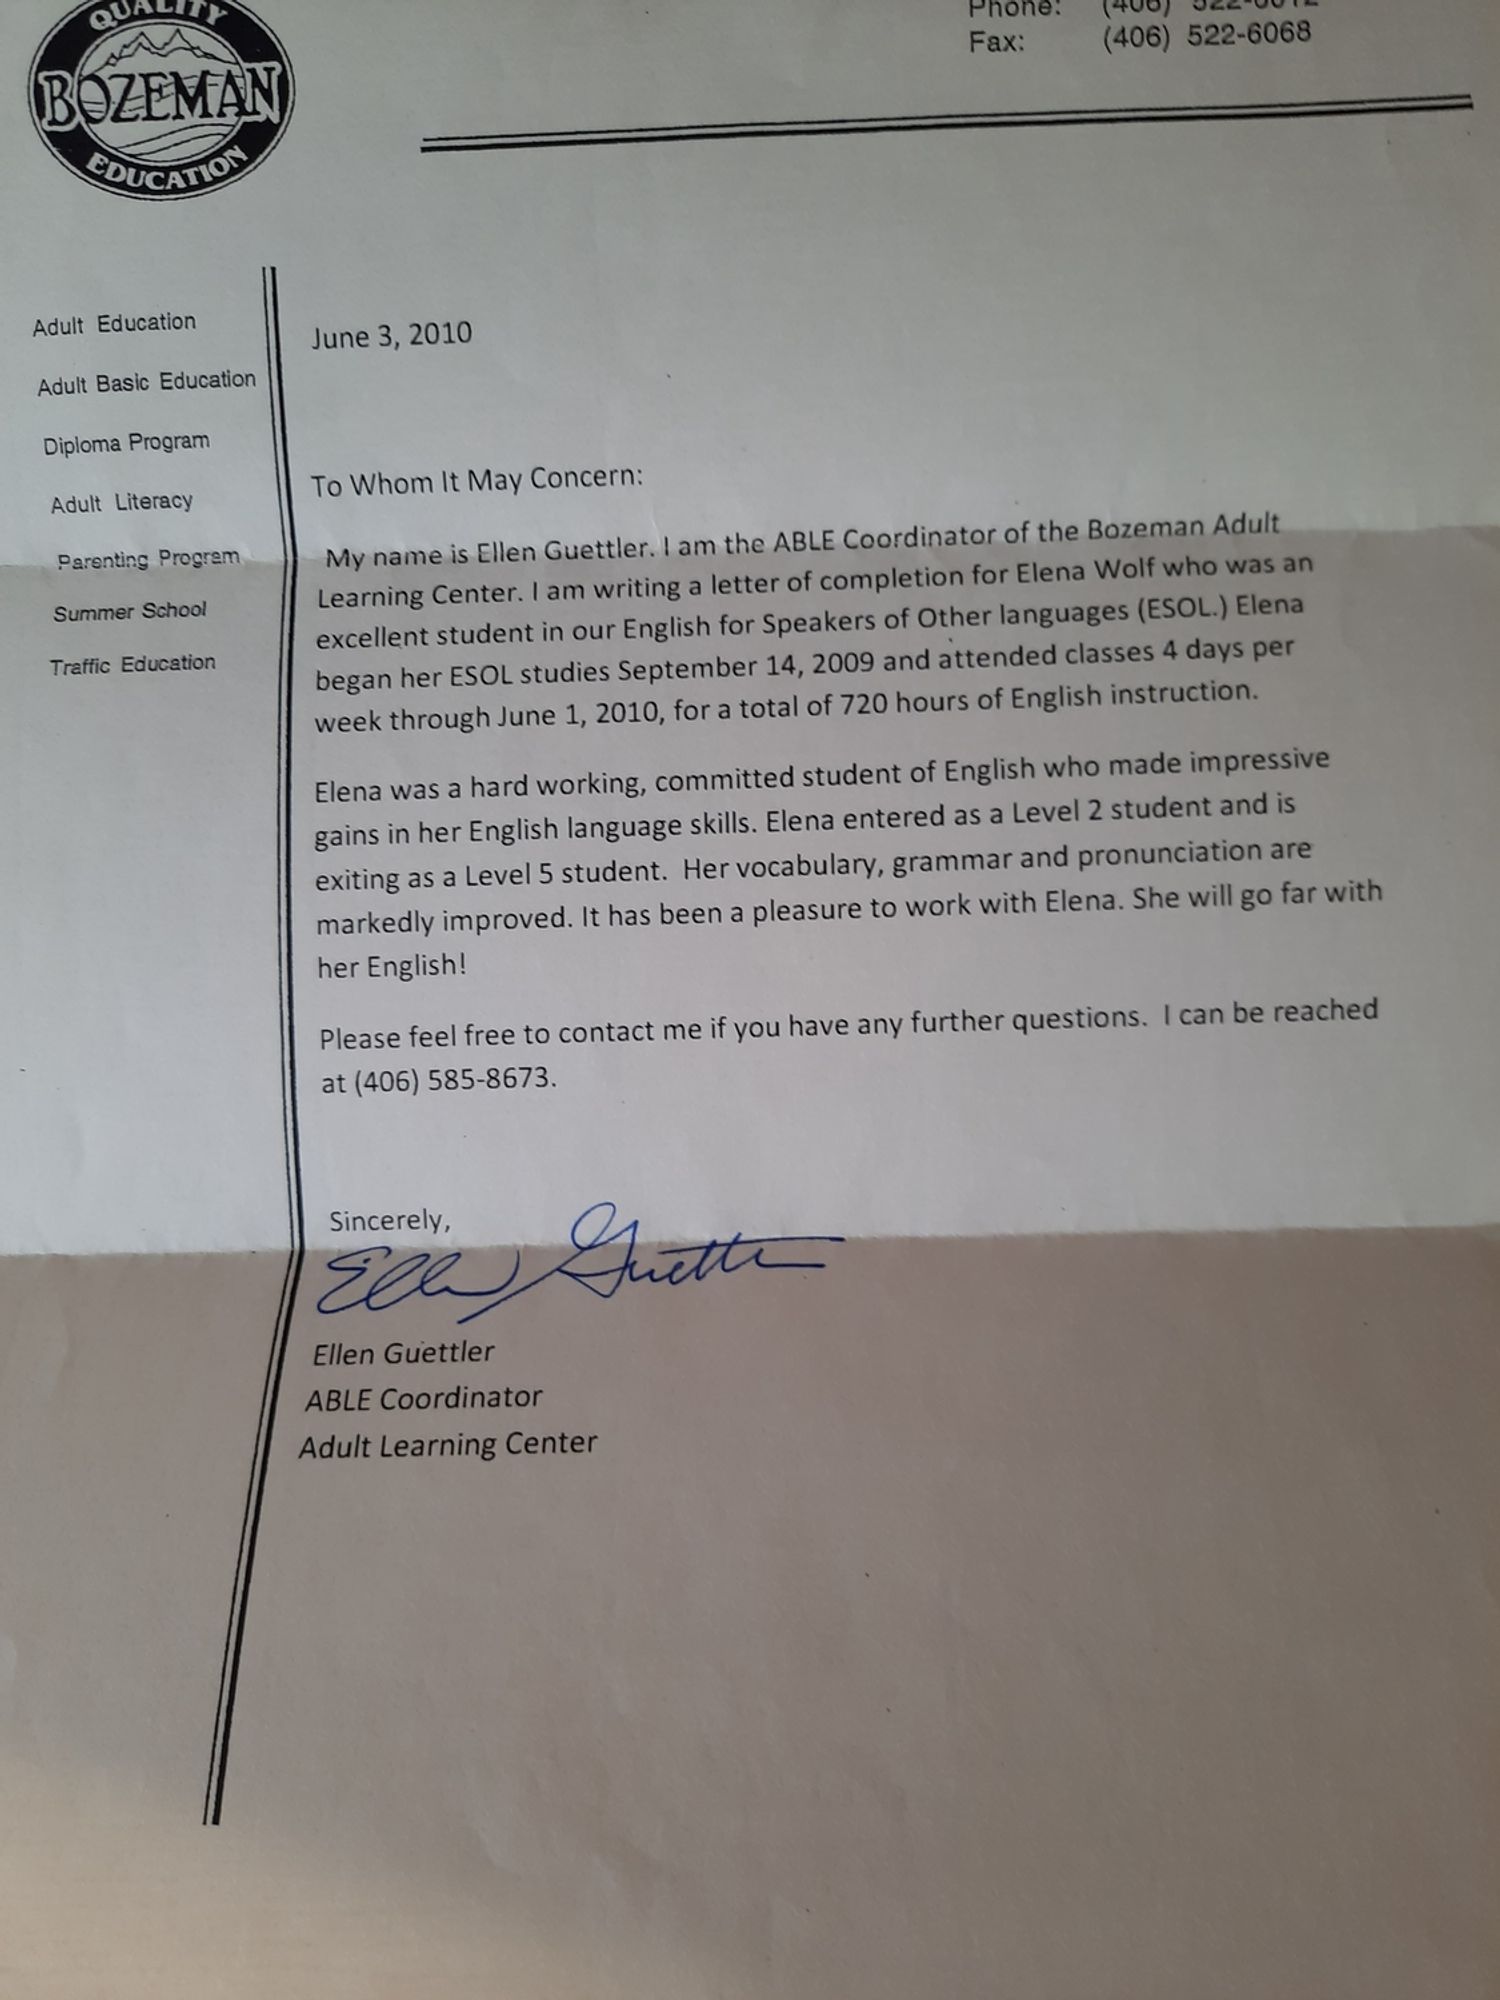 QUALITY
BOZEMAN
EDUCATION
Phone: (406)
Fax: (406) 522-6068
Adult Education
Adult Basic Education
Diploma Program
Adult Literacy
Parenting Program
Summer School
Traffic Education
June 3, 2010
To Whom It May Concern:
My name is Ellen Guettler. I am the ABLE Coordinator of the Bozeman Adult
Learning Center. I am writing a letter of completion for Elena Wolf who was an
excellent student in our English for Speakers of Other languages (ESOL.) Elena
began her ESOL studies September 14, 2009 and attended classes 4 days per
week through June 1, 2010, for a total of 720 hours of English instruction.
Elena was a hard working, committed student of English who made impressive
gains in her English language skills. Elena entered as a Level 2 student and is
exiting as a Level 5 student. Her vocabulary, grammar and pronunciation are
markedly improved. It has been a pleasure to work with Elena. She will go far with
her English!
Please feel free to contact me if you have any further questions. I can be reached
at (406) 585-8673.
Sincerely,
Ellen Guettler
Ellen Guettler
ABLE Coordinator
Adult Learning Center